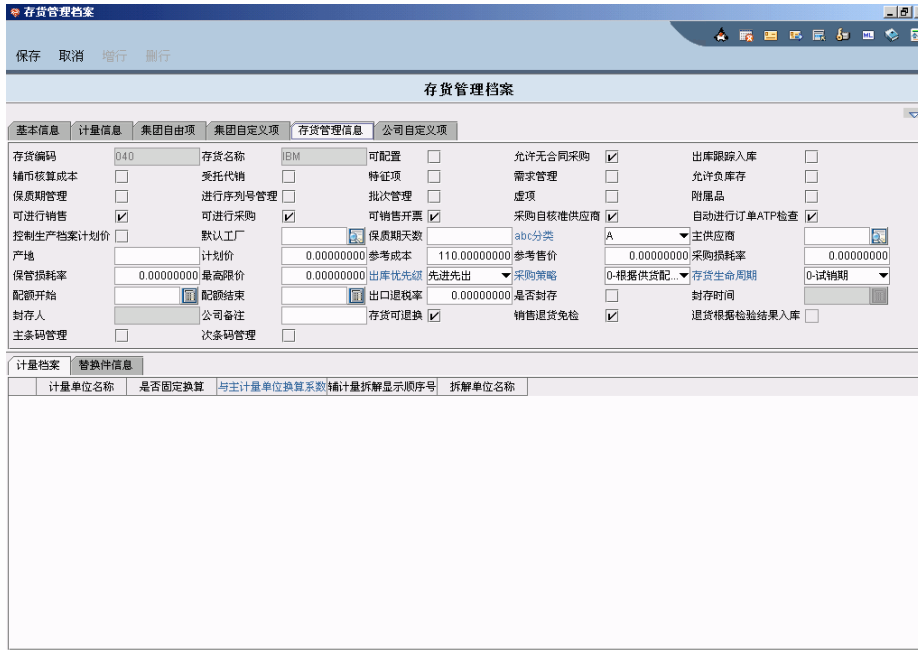 存货管理档案
保存 取消 增行 删行
存货管理档案
基本信息 计量信息 集团自由项 集团自定义项 存货管理信息 公司自定义项
存货编码 040 存货名称 IBM 可配置 允许无合同采购 出库跟踪入库
辅币核算成本 受托代销 特征项 需求管理 允许负库存
保质期管理 进行序列号管理 批次管理 虚项 附属品
可进行销售 可进行采购 可销售开票 采购自核准供应商 自动进行订单ATP检查
控制生产档案计划价 默认工厂 保质期天数 abc分类 A 主供应商
产地 计划价 0.00000000 参考成本 110.00000000 参考售价 0.00000000 采购损耗率 0.00000000
保管损耗率 0.00000000 最高限价 0.00000000 出库优先级 先进先出 采购策略 0-根据供货配... 存货生命周期 0-试销期
配额开始 配额结束 出口退税率 0.00000000 是否封存 封存时间
封存人 公司备注 存货可退换 销售退货免检 退货根据检验结果入库
主条码管理 次条码管理
计量档案 替换件信息
计量单位名称 是否固定换算 与主计量单位换算系数 辅计量拆解显示顺序号 拆解单位名称